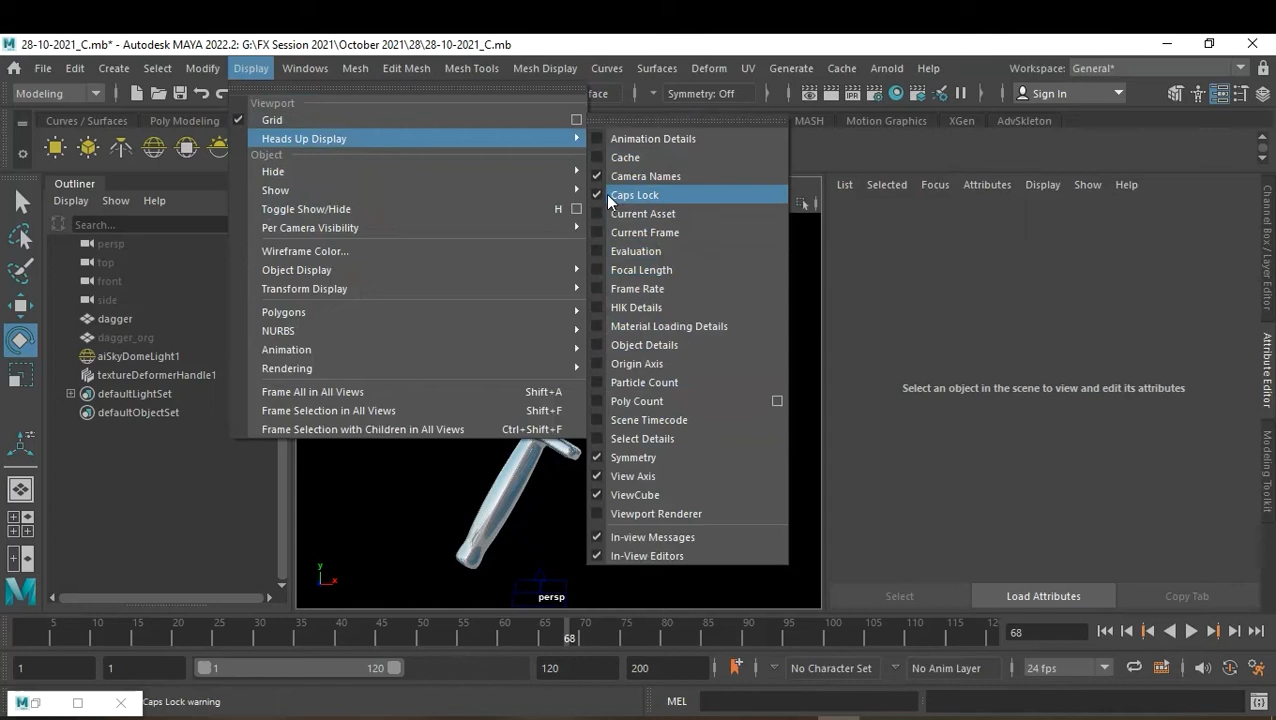 28-10-2021_C.mb* - Autodesk MAYA 2022.2: G:\FX Session 2021\October 2021\28\28-10-2021_C.mb
File Edit Create Select Modify Display Windows Mesh Edit Mesh Mesh Tools Mesh Display Curves Surfaces Deform UV Generate Cache Arnold Help Workspace: General*
Modeling face Symmetry: Off Sign In
Curves / Surfaces Poly Modeling MASH Motion Graphics XGen AdvSkeleton
Viewport
Grid
Heads Up Display
Object
Hide
Show
Toggle Show/Hide H
Per Camera Visibility
Wireframe Color...
Object Display
Transform Display
Polygons
NURBS
Animation
Rendering
Frame All in All Views Shift+A
Frame Selection in All Views Shift+F
Frame Selection with Children in All Views Ctrl+Shift+F
Animation Details
Cache
Camera Names
Caps Lock
Current Asset
Current Frame
Evaluation
Focal Length
Frame Rate
HIK Details
Material Loading Details
Object Details
Origin Axis
Particle Count
Poly Count
Scene Timecode
Select Details
Symmetry
View Axis
ViewCube
Viewport Renderer
In-view Messages
In-View Editors
Outliner
Display Show Help
Search...
persp
top
front
side
dagger
dagger_org
aiSkyDomeLight1
textureDeformerHandle1
defaultLightSet
defaultObjectSet
List Selected Focus Attributes Display Show Help
Select an object in the scene to view and edit its attributes
Attribute Editor
Modeling Toolkit
y
x
persp
Select Load Attributes Copy Tab
5 10 15 20 25 30 35 40 45 50 55 60 65 70 75 80 85 90 95 100 105 110 115 12
68
68
1 1 1 120 120 200 No Character Set No Anim Layer 24 fps
Caps Lock warning MEL